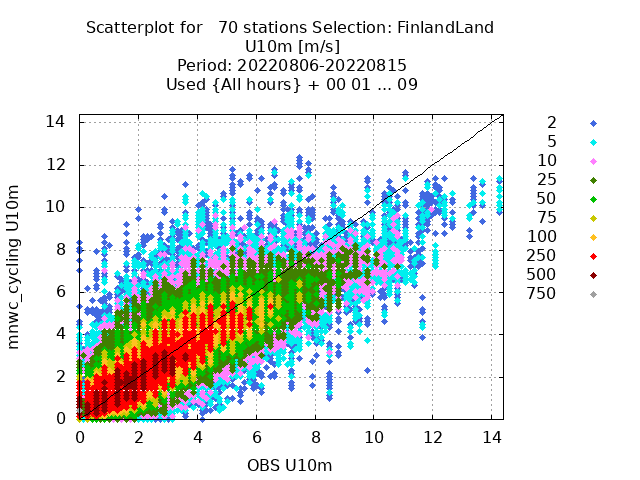 Scatterplot for   70 stations Selection: FinlandLand
U10m [m/s]
Period: 20220806-20220815
Used {All hours} + 00 01 ... 09
mnwc_cycling U10m
14
12
10
8
6
4
2
0
0 2 4 6 8 10 12 14
OBS U10m
2
5
10
25
50
75
100
250
500
750